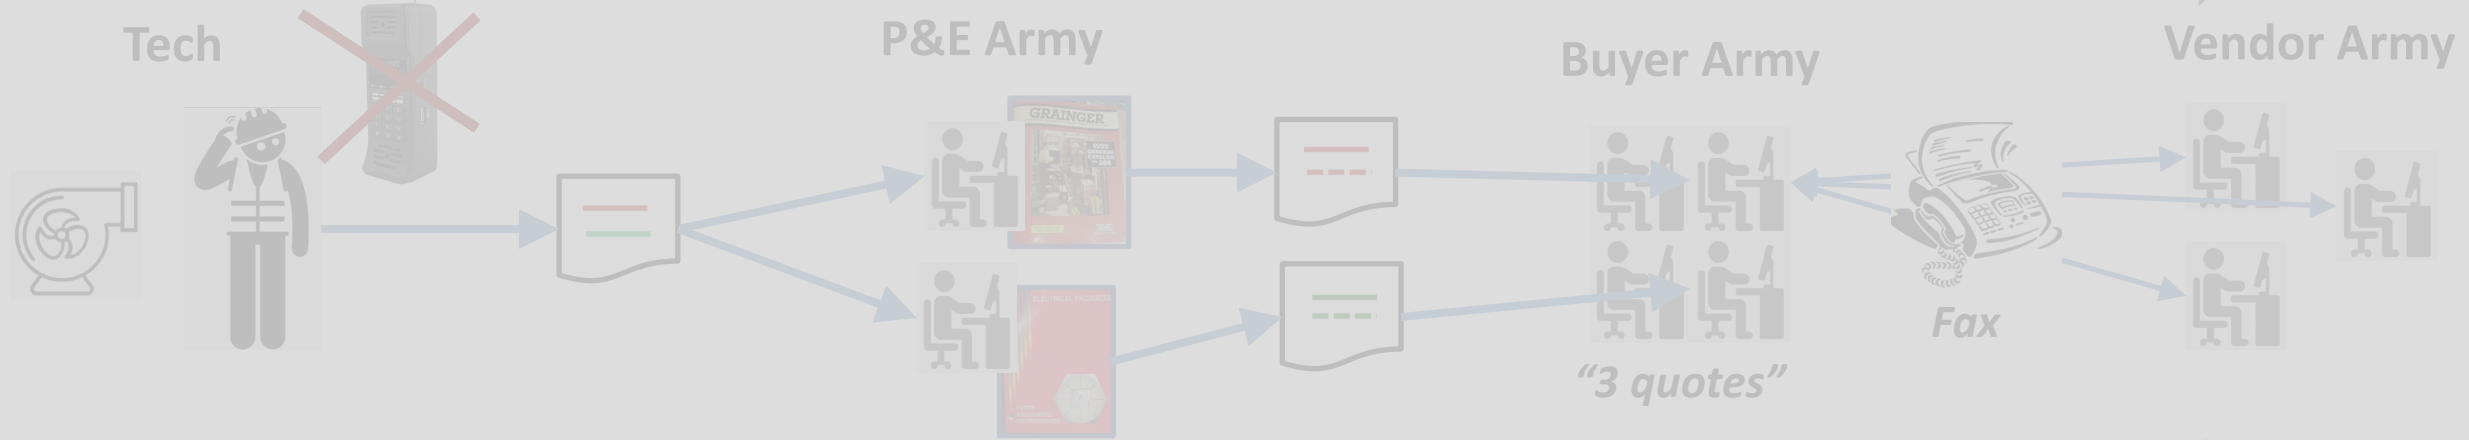 Tech
P&E Army
Buyer Army
Vendor Army
GRAINGER
ELECTRICAL PRODUCTS
Fax
“3 quotes”